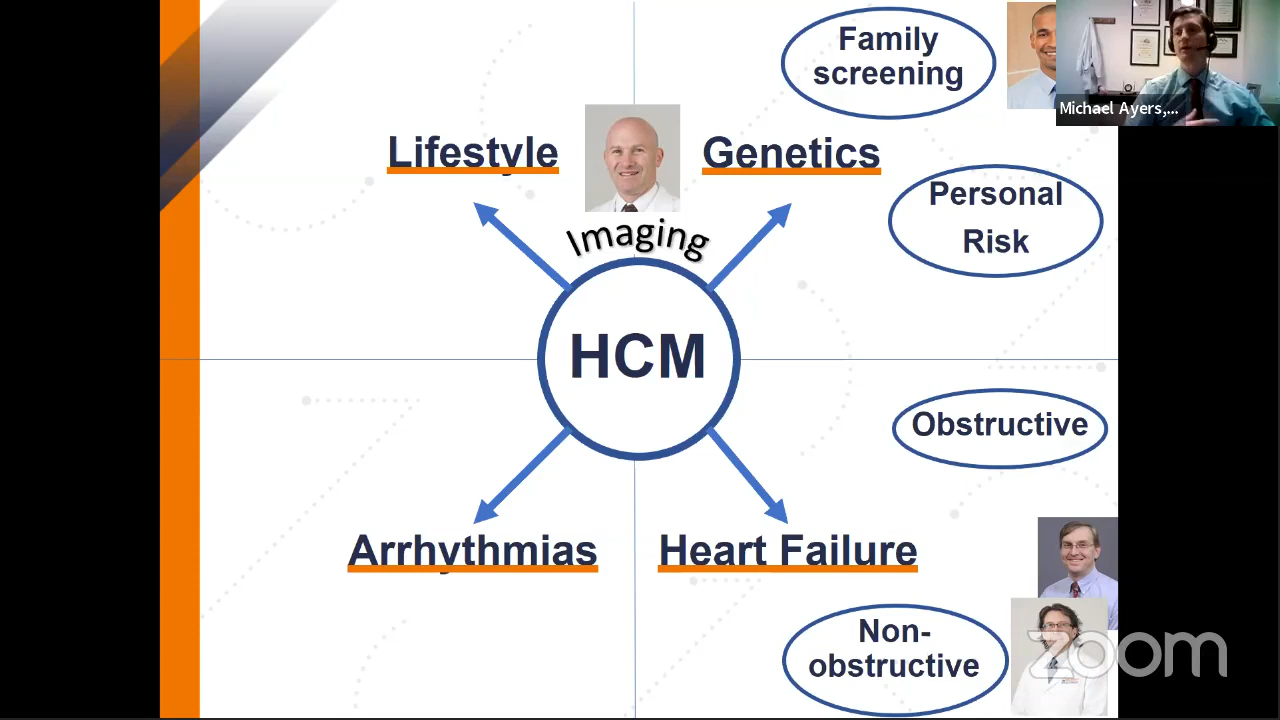 Family
screening
Michael Ayers,...
Lifestyle
Genetics
Personal
Risk
Imaging
HCM
Obstructive
Arrhythmias
Heart Failure
Non-
obstructive
zoom